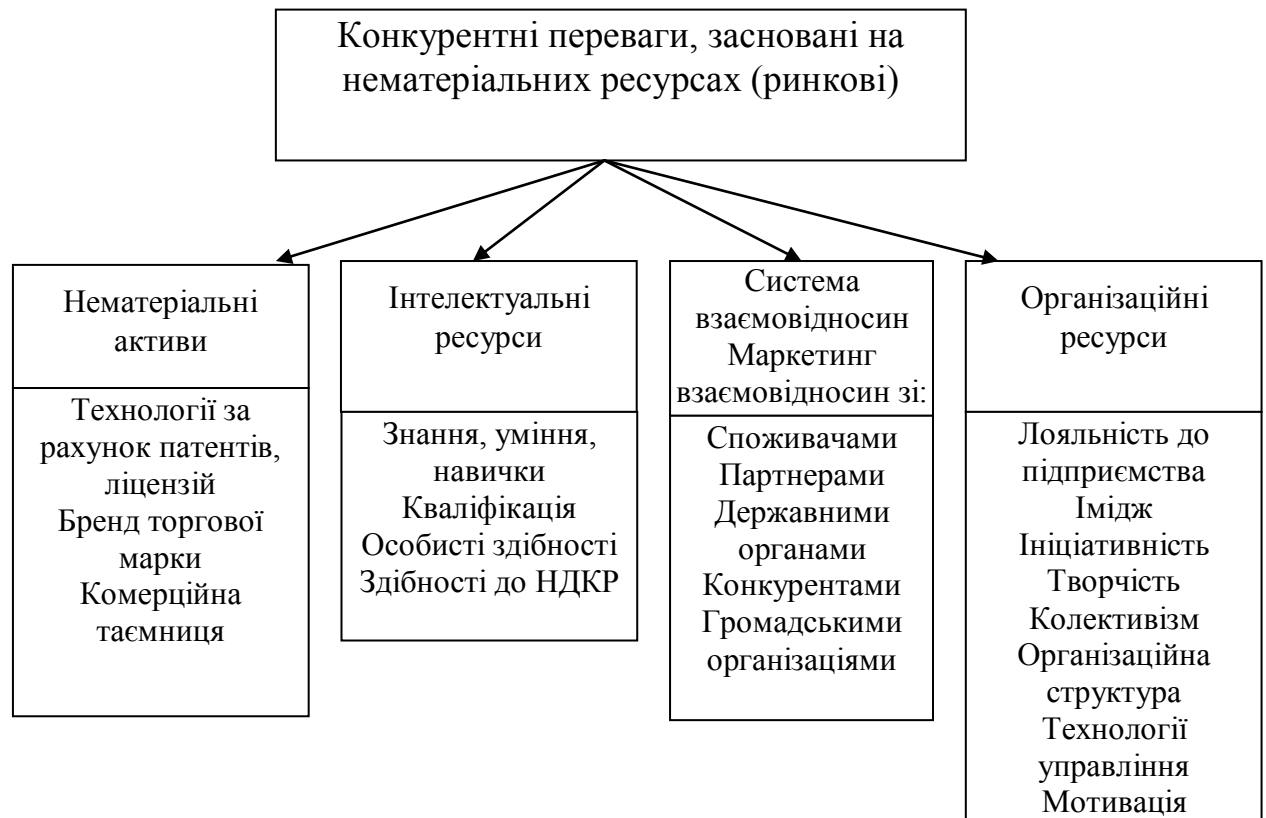 Конкурентні переваги, засновані на
нематеріальних ресурсах (ринкові)
Нематеріальні
активи
Технології за
рахунок патентів,
ліцензій
Бренд торгової
марки
Комерційна
таємниця
Інтелектуальні
ресурси
Знання, уміння,
навички
Кваліфікація
Особисті здібності
Здібності до НДКР
Система
взаємовідносин
Маркетинг
взаємовідносин зі:
Споживачами
Партнерами
Державними
органами
Конкурентами
Громадськими
організаціями
Організаційні
ресурси
Лояльність до
підприємства
Імідж
Ініціативність
Творчість
Колективізм
Організаційна
структура
Технології
управління
Мотивація